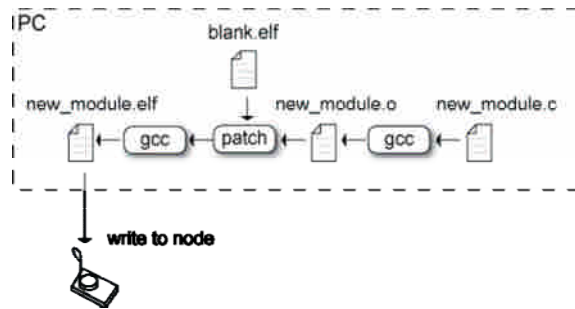 PC
blank.elf
new_module.elf
new_module.o
new_module.c
gcc
patch
gcc
write to node